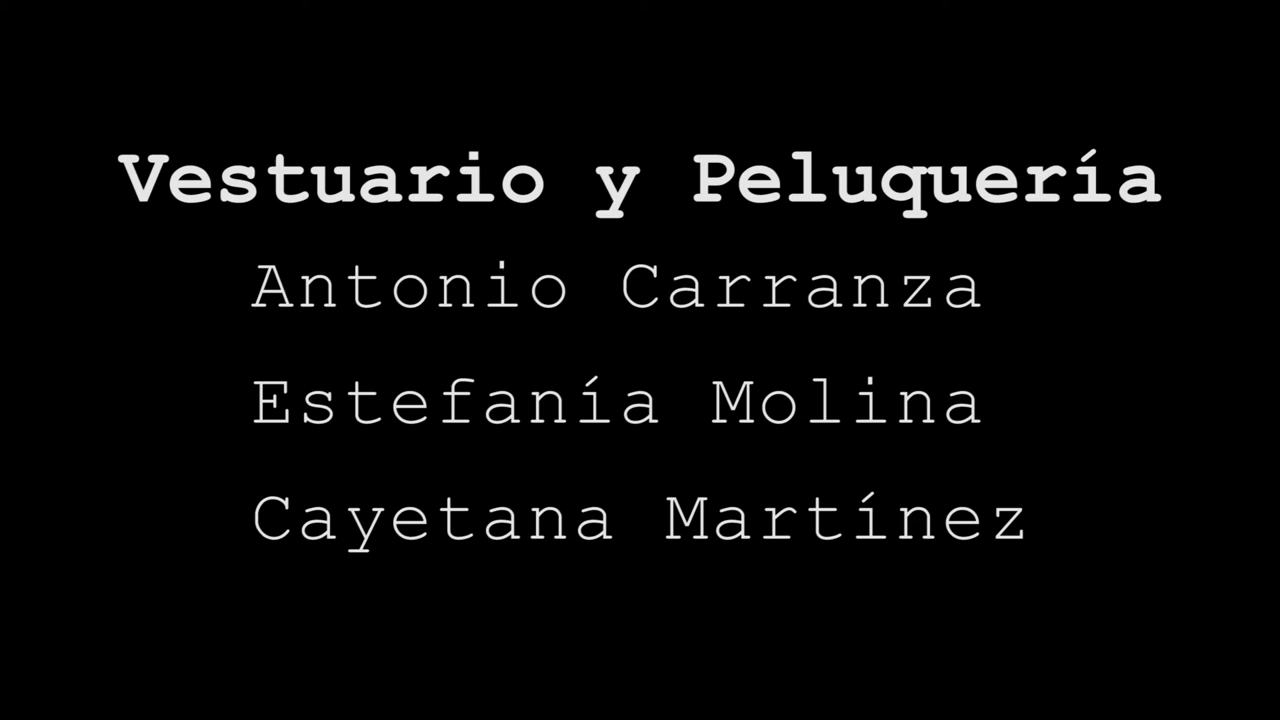 Vestuario y Peluquería
Antonio Carranza
Estefanía Molina
Cayetana Martínez